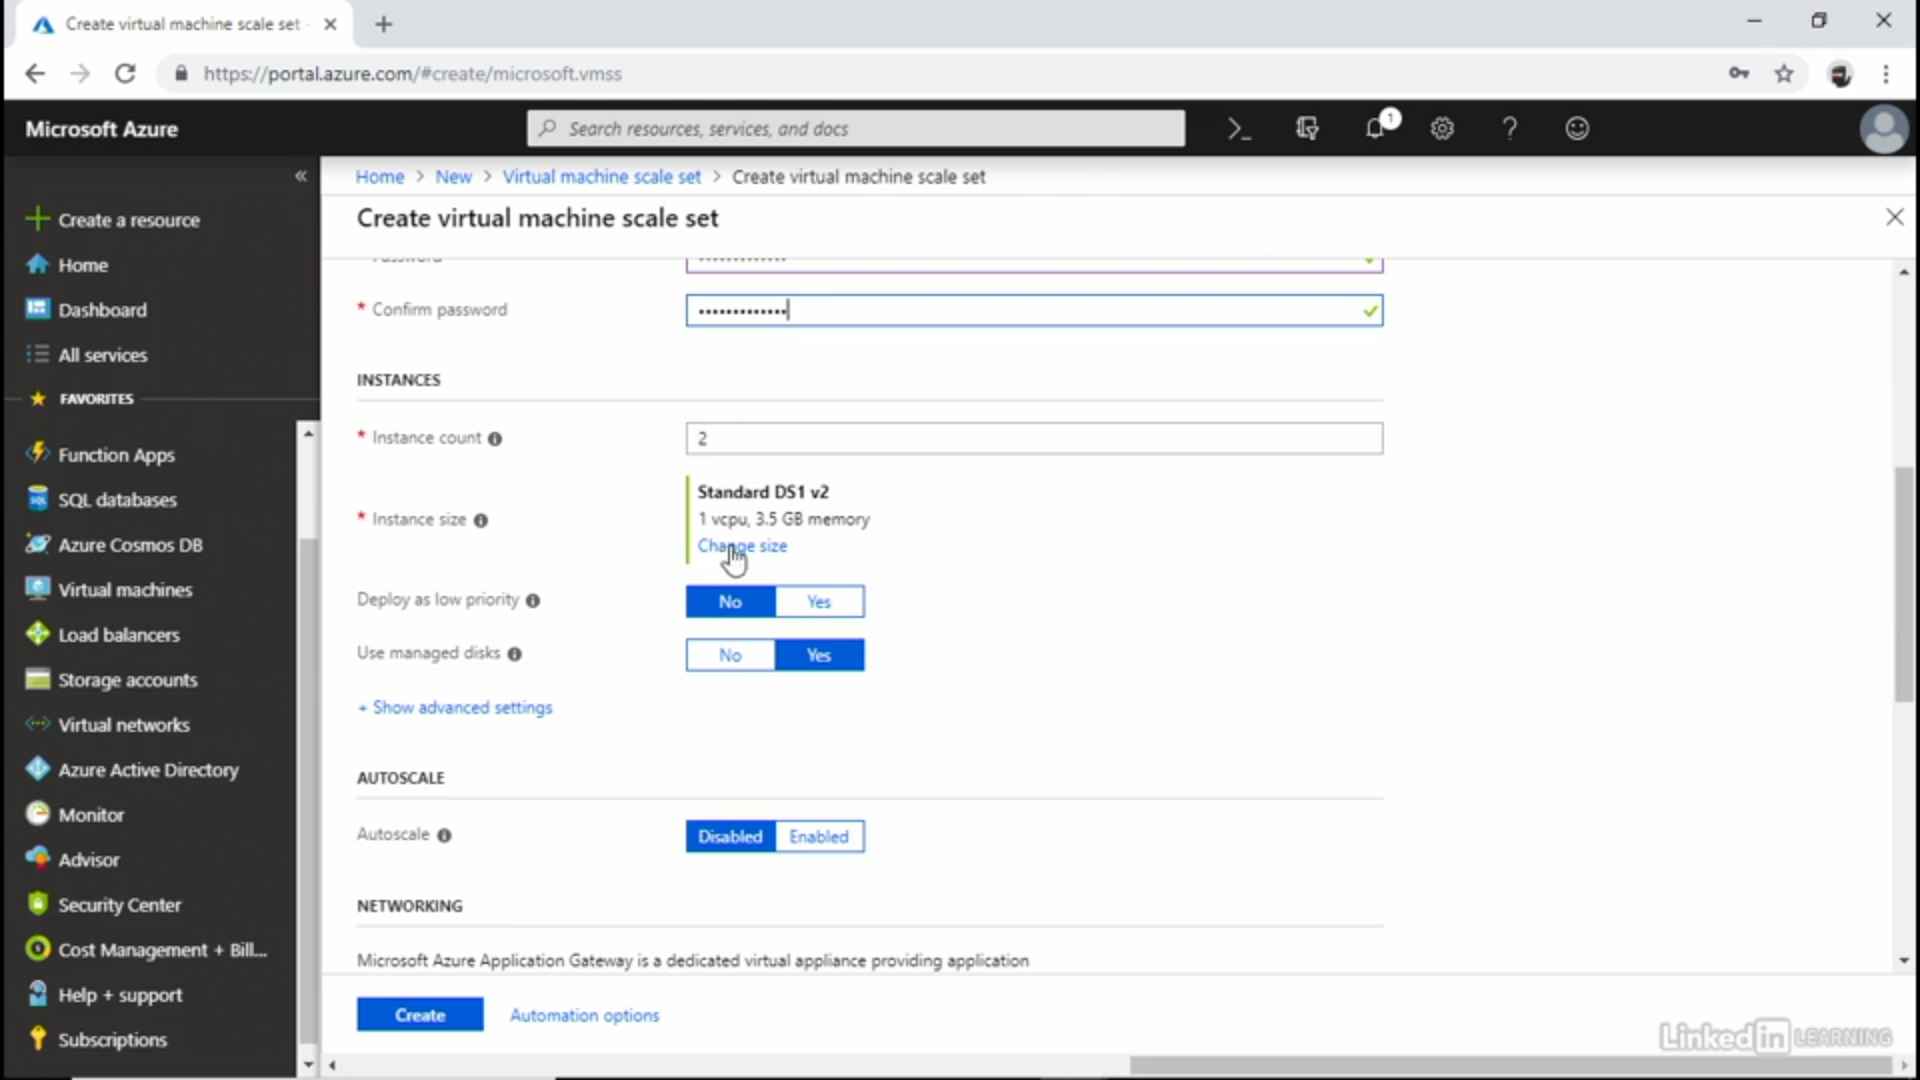 Create virtual machine scale set -
https://portal.azure.com/#create/microsoft.vmss
Microsoft Azure
Search resources, services, and docs
1
Home > New > Virtual machine scale set > Create virtual machine scale set
Create virtual machine scale set
Create a resource
Home
Dashboard
All services
FAVORITES
Function Apps
SQL databases
Azure Cosmos DB
Virtual machines
Load balancers
Storage accounts
Virtual networks
Azure Active Directory
Monitor
Advisor
Security Center
Cost Management + Bill...
Help + support
Subscriptions
Password
* Confirm password
INSTANCES
* Instance count
2
* Instance size
Standard DS1 v2
1 vcpu, 3.5 GB memory
Change size
Deploy as low priority
No Yes
Use managed disks
No Yes
+ Show advanced settings
AUTOSCALE
Autoscale
Disabled Enabled
NETWORKING
Microsoft Azure Application Gateway is a dedicated virtual appliance providing application
Create
Automation options
LinkedIn LEARNING